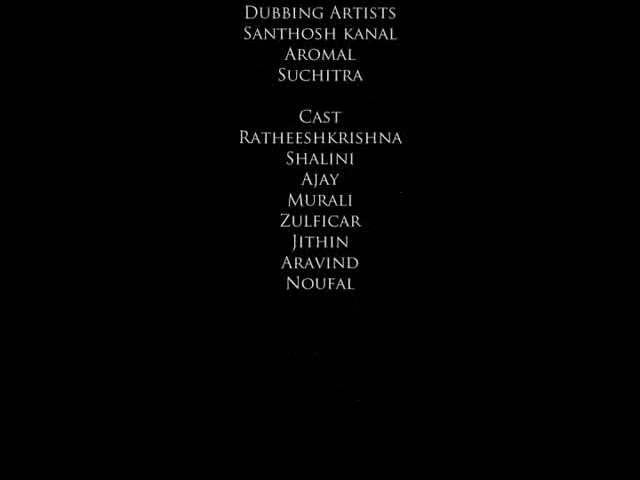 Dubbing Artists
Santhosh kanal
Aromal
Suchitra
Cast
Ratheeshkrishna
Shalini
Ajay
Murali
Zulficar
Jithin
Aravind
Noufal